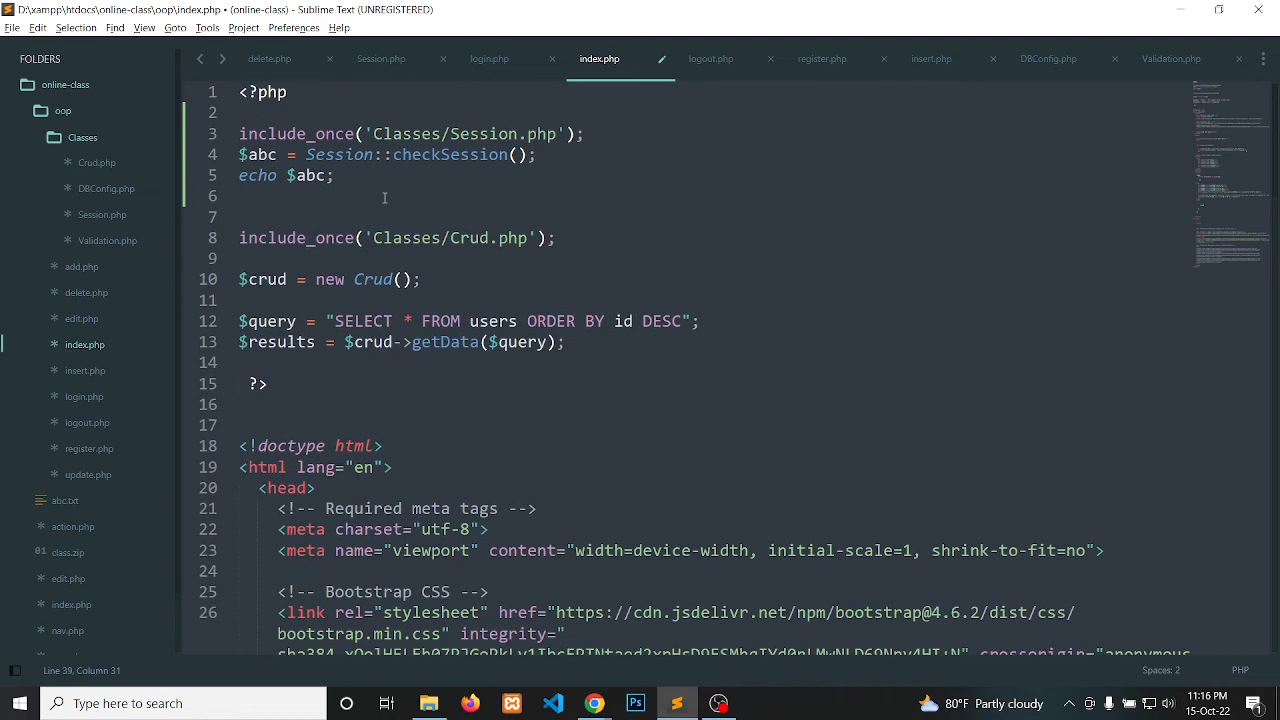 D:\xampp\htdocs\online-class\oop\index.php • (online-class) - Sublime Text (UNREGISTERED)
File Edit Selection Find View Goto Tools Project Preferences Help
FOLDERS
online-class
oop
Classes
Crud.php
DBConfig.php
Session.php
Validation.php
add.php
delete.php
edit.php
index.php
insert.php
login.php
logout.php
register.php
update.php
abc.txt
action.php
class.zip
edit.php
index.php
nav.php
delete.php Session.php login.php index.php logout.php register.php insert.php DBConfig.php Validation.php
1 <?php
2
3 include_once('Classes/Session.php');
4 $abc = Session::checkSession();
5 echo $abc;
6
7
8 include_once('Classes/Crud.php');
9
10 $crud = new Crud();
11
12 $query = "SELECT * FROM users ORDER BY id DESC";
13 $results = $crud->getData($query);
14
15 ?>
16
17
18 <!doctype html>
19 <html lang="en">
20 <head>
21 <!-- Required meta tags -->
22 <meta charset="utf-8">
23 <meta name="viewport" content="width=device-width, initial-scale=1, shrink-to-fit=no">
24
25 <!-- Bootstrap CSS -->
26 <link rel="stylesheet" href="https://cdn.jsdelivr.net/npm/bootstrap@4.6.2/dist/css/
bootstrap.min.css" integrity="
crossorigin="anonymous
Line 39, Column 31
Spaces: 2 PHP
Type here to search
80°F Partly cloudy
11:16 PM
15-Oct-22